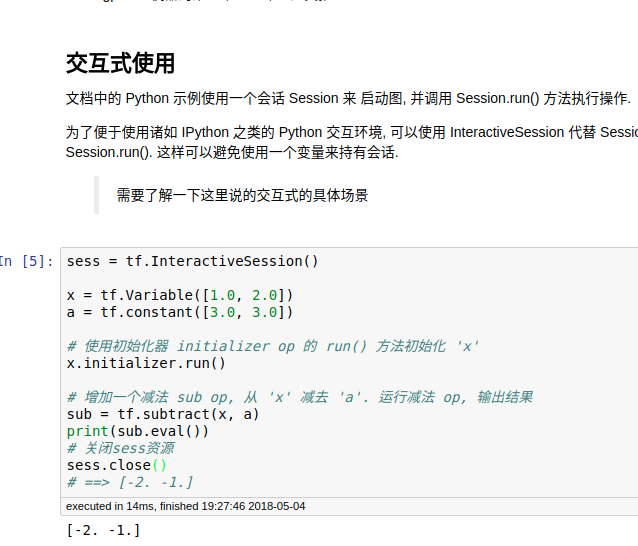 交互式使用
文档中的 Python 示例使用一个会话 Session 来 启动图, 并调用 Session.run() 方法执行操作.
为了便于使用诸如 IPython 之类的 Python 交互环境, 可以使用 InteractiveSession 代替
Session.run(). 这样可以避免使用一个变量来持有会话.
需要了解一下这里说的交互式的具体场景
In [5]: sess = tf.InteractiveSession()
x = tf.Variable([1.0, 2.0])
a = tf.constant([3.0, 3.0])
# 使用初始化器 initializer op 的 run() 方法初始化 'x'
x.initializer.run()
# 增加一个减法 sub op, 从 'x' 减去 'a'. 运行减法 op, 输出结果
sub = tf.subtract(x, a)
print(sub.eval())
# 关闭sess资源
sess.close()
# ==> [-2. -1.]
executed in 14ms, finished 19:27:46 2018-05-04
[-2. -1.]